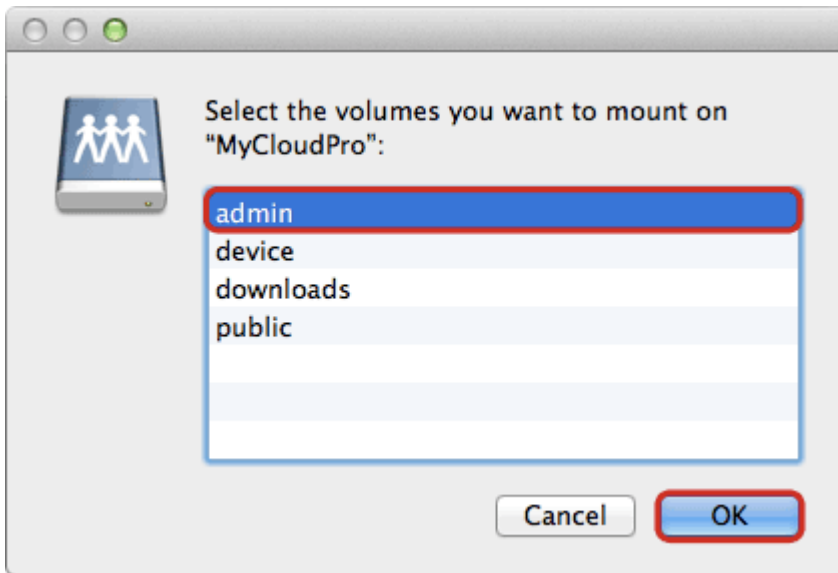 Select the volumes you want to mount on
“MyCloudPro”:
admin
device
downloads
public
Cancel
OK